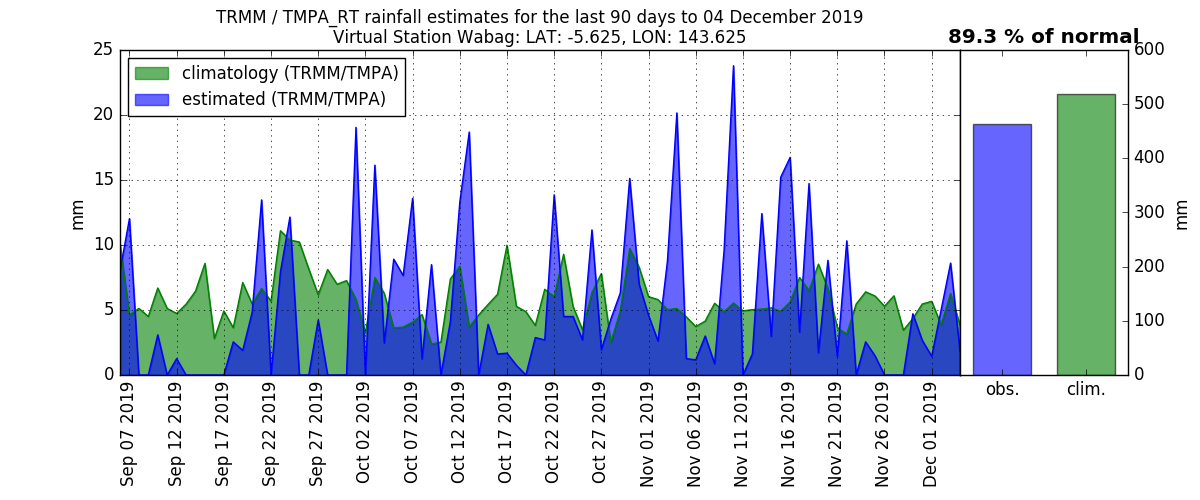 TRMM / TMPA_RT rainfall estimates for the last 90 days to 04 December 2019
Virtual Station Wabag: LAT: -5.625, LON: 143.625
89.3 % of normal
climatology (TRMM/TMPA)
estimated (TRMM/TMPA)
25
20
15
10
5
0
mm
Sep 07 2019
Sep 12 2019
Sep 17 2019
Sep 22 2019
Sep 27 2019
Oct 02 2019
Oct 07 2019
Oct 12 2019
Oct 17 2019
Oct 22 2019
Oct 27 2019
Nov 01 2019
Nov 06 2019
Nov 11 2019
Nov 16 2019
Nov 21 2019
Nov 26 2019
Dec 01 2019
600
500
400
300
200
100
0
mm
obs.
clim.